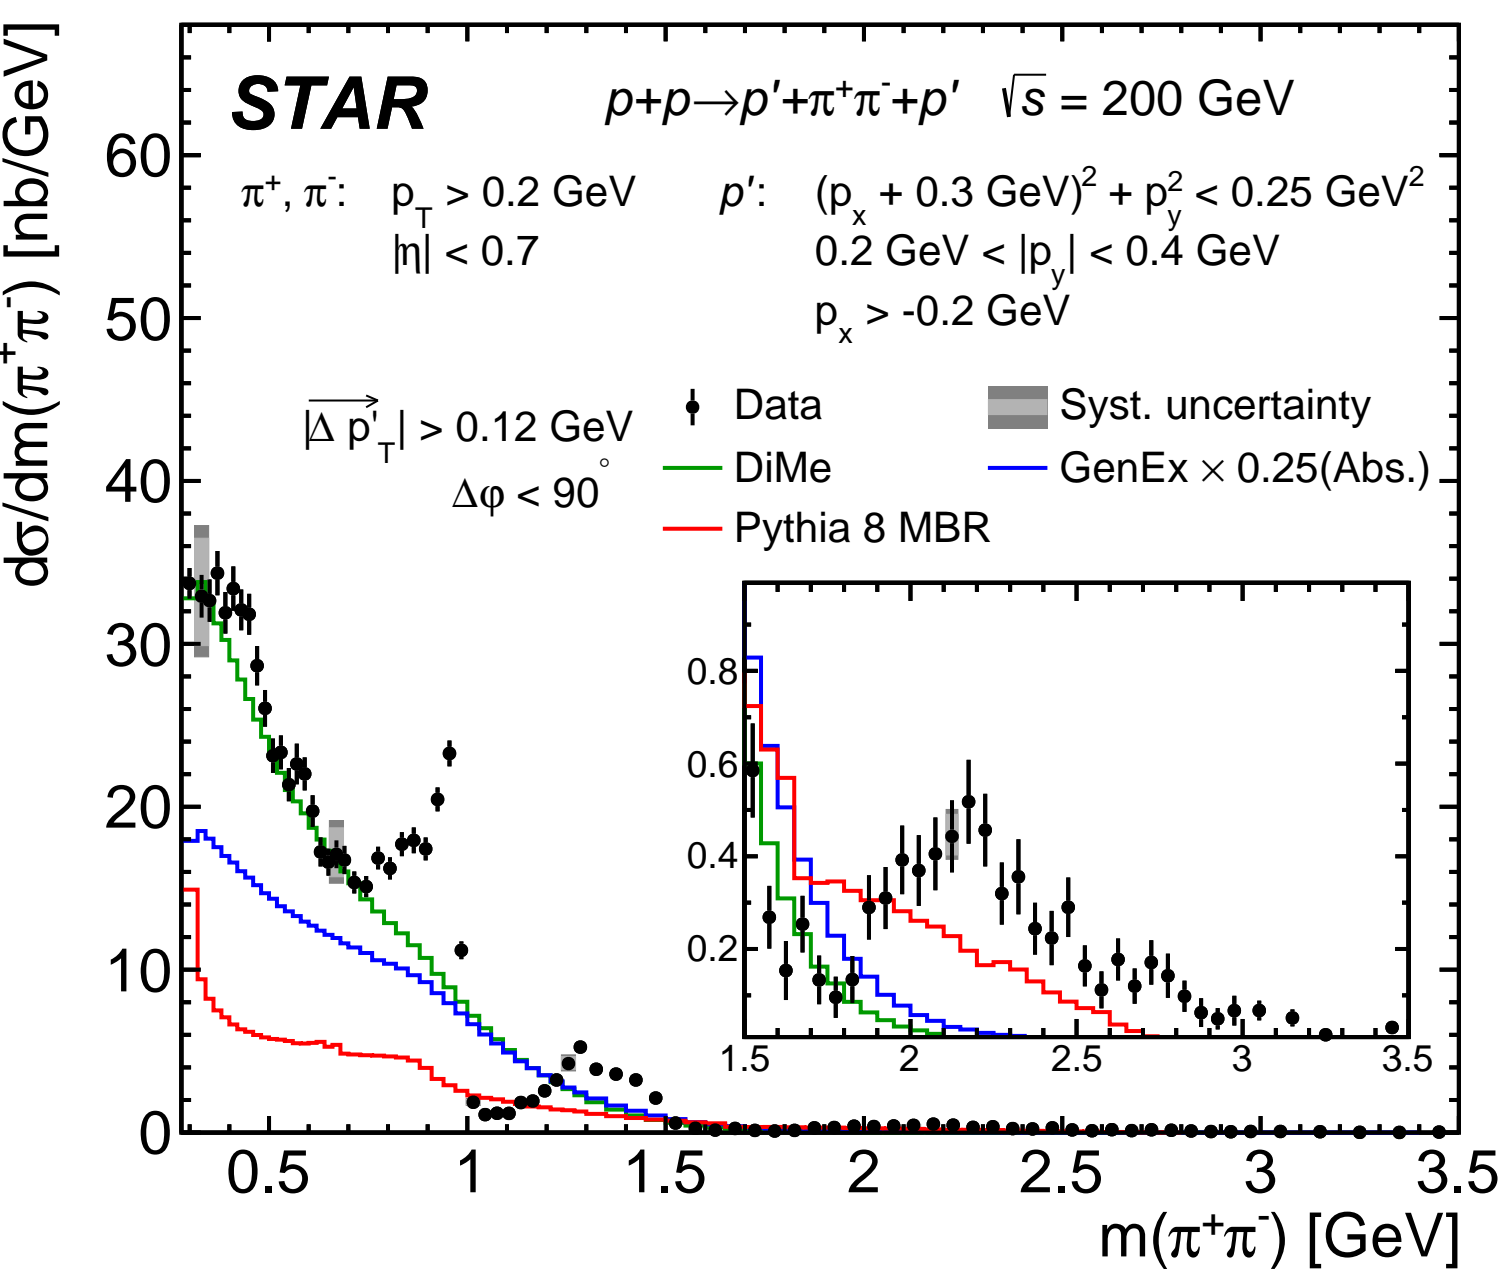 dσ/dm(π⁺π⁻) [nb/GeV]
STAR
p+p→p′+π⁺π⁻+p′ √s = 200 GeV
π⁺, π⁻: p_T > 0.2 GeV
|η| < 0.7
p′: (p_x + 0.3 GeV)² + p_y² < 0.25 GeV²
0.2 GeV < |p_y| < 0.4 GeV
p_x > -0.2 GeV
|Δ p⃗'_T| > 0.12 GeV
Δφ < 90°
Data
Syst. uncertainty
DiMe
GenEx × 0.25(Abs.)
Pythia 8 MBR
60
50
40
30
20
10
0
0.8
0.6
0.4
0.2
1.5 2 2.5 3 3.5
0.5 1 1.5 2 2.5 3 3.5
m(π⁺π⁻) [GeV]